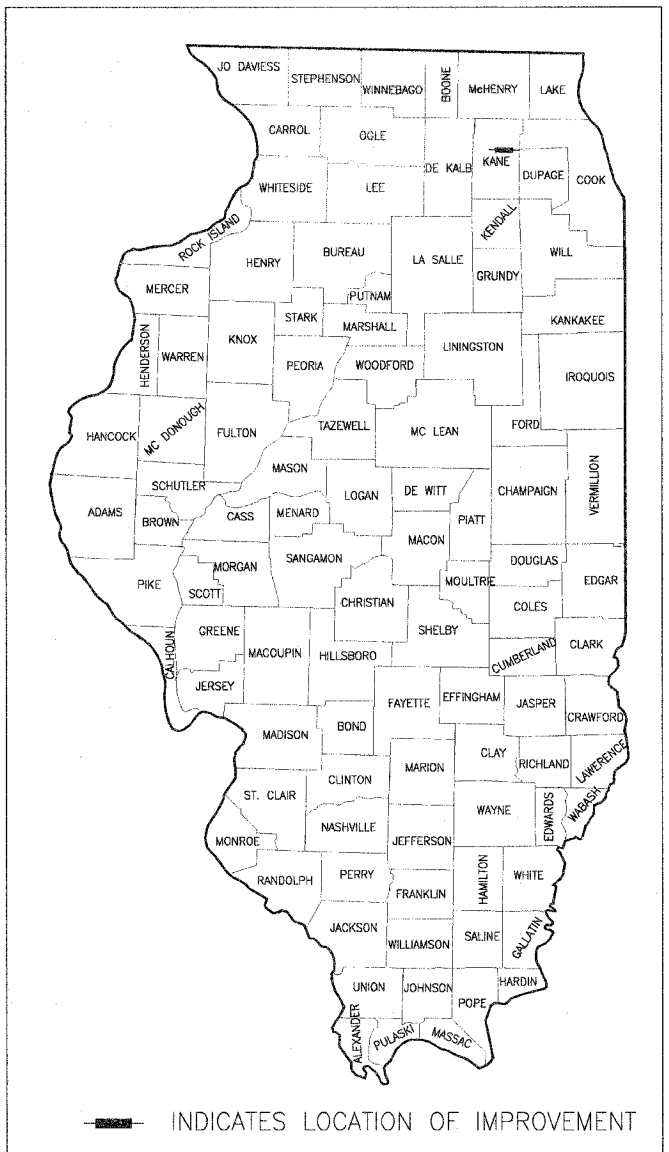 JO DAVIESS
STEPHENSON
WINNEBAGO
BOONE
McHENRY
LAKE
CARROL
OGLE
DE KALB
KANE
DUPAGE
COOK
WHITESIDE
LEE
KENDALL
WILL
ROCK ISLAND
HENRY
BUREAU
LA SALLE
GRUNDY
MERCER
PUTNAM
STARK
MARSHALL
KANKAKEE
HENDERSON
WARREN
KNOX
PEORIA
WOODFORD
LININGSTON
IROQUOIS
HANCOCK
MC DONOUGH
FULTON
TAZEWELL
MC LEAN
FORD
MASON
SCHUTLER
LOGAN
DE WITT
CHAMPAIGN
VERMILLION
ADAMS
BROWN
CASS
MENARD
PIATT
MACON
PIKE
MORGAN
SANGAMON
SCOTT
CHRISTIAN
MOULTRIE
DOUGLAS
EDGAR
COLES
CALHOUN
GREENE
MACOUPIN
HILLSBORO
SHELBY
CUMBERLAND
CLARK
JERSEY
FAYETTE
EFFINGHAM
JASPER
CRAWFORD
MADISON
BOND
CLAY
RICHLAND
LAWERENCE
MARION
CLINTON
ST. CLAIR
WAYNE
EDWARDS
WABASH
MONROE
NASHVILLE
JEFFERSON
RANDOLPH
PERRY
FRANKLIN
HAMILTON
WHITE
JACKSON
WILLIAMSON
SALINE
GALLATIN
UNION
JOHNSON
POPE
HARDIN
ALEXANDER
PULASKI
MASSAC
INDICATES LOCATION OF IMPROVEMENT